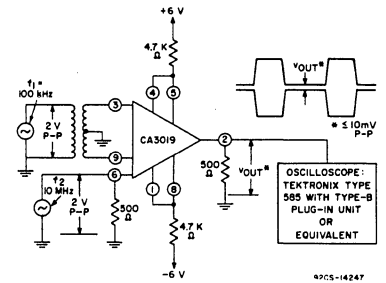 +6 V
4.7 K
Ω
4
5
VOUT*
* ≤ 10mV
P-P
f1 =
100 kHz
2 V
P-P
3
CA3019
2
9
6
500
Ω
VOUT*
f2
10 MHz
2 V
P-P
500
Ω
1
8
4.7 K
Ω
-6 V
OSCILLOSCOPE:
TEKTRONIX TYPE
585 WITH TYPE-B
PLUG-IN UNIT
OR
EQUIVALENT
92CS-14247